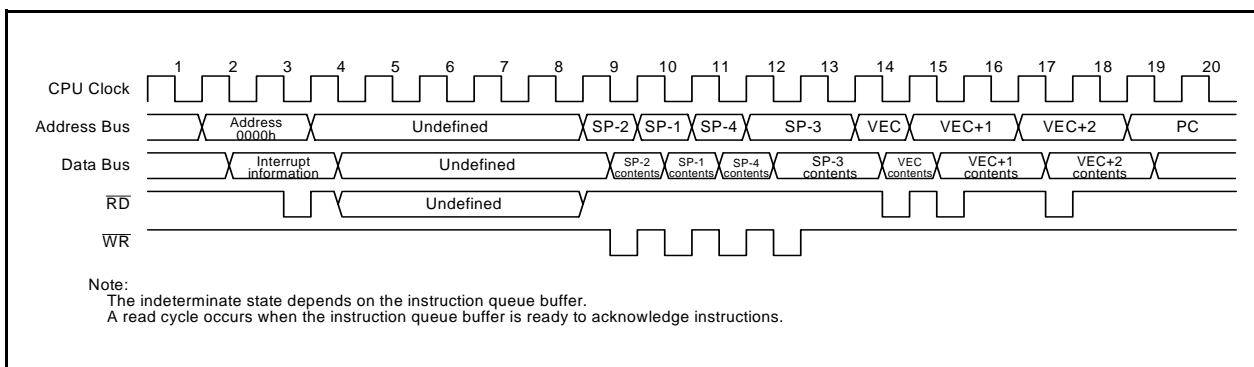 1 2 3 4 5 6 7 8 9 10 11 12 13 14 15 16 17 18 19 20
CPU Clock
Address Bus
Address
0000h
Undefined
SP-2
SP-1
SP-4
SP-3
VEC
VEC+1
VEC+2
PC
Data Bus
Interrupt
information
Undefined
SP-2
contents
SP-1
contents
SP-4
contents
SP-3
contents
VEC
contents
VEC+1
contents
VEC+2
contents
RD
Undefined
WR
Note:
The indeterminate state depends on the instruction queue buffer.
A read cycle occurs when the instruction queue buffer is ready to acknowledge instructions.